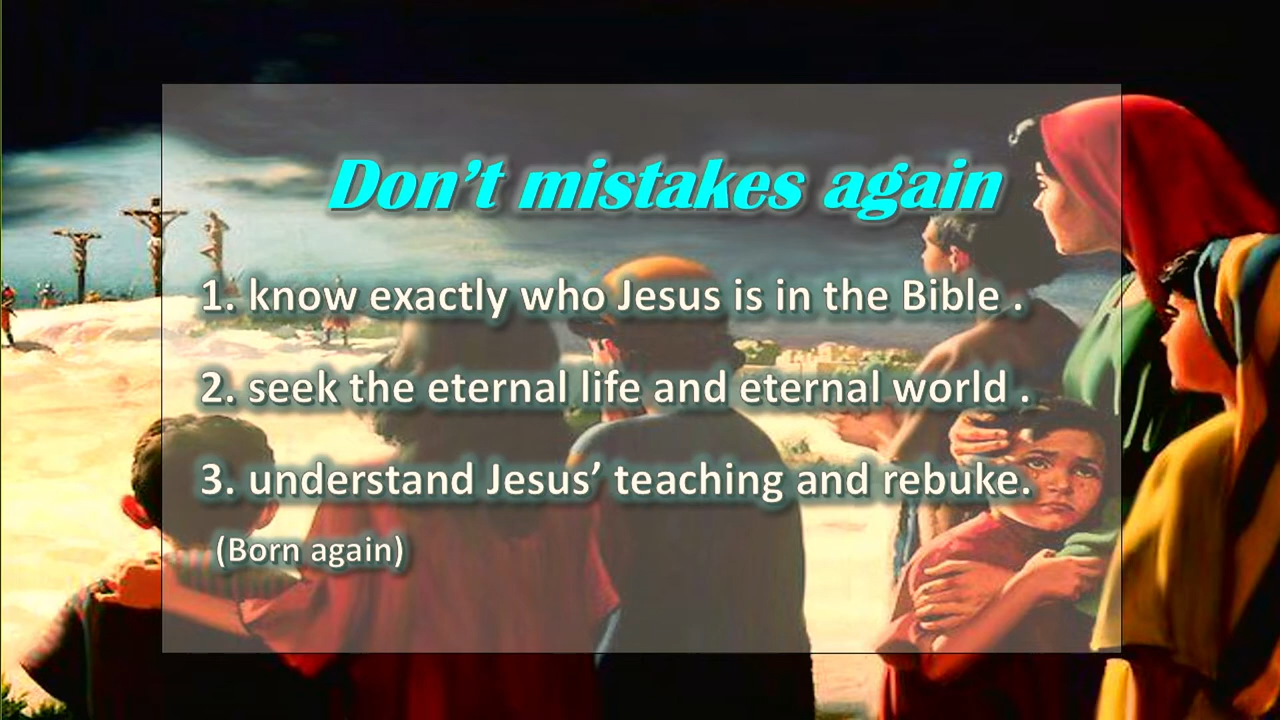 Don't mistakes again
1. know exactly who Jesus is in the Bible .
2. seek the eternal life and eternal world .
3. understand Jesus’ teaching and rebuke.
(Born again)